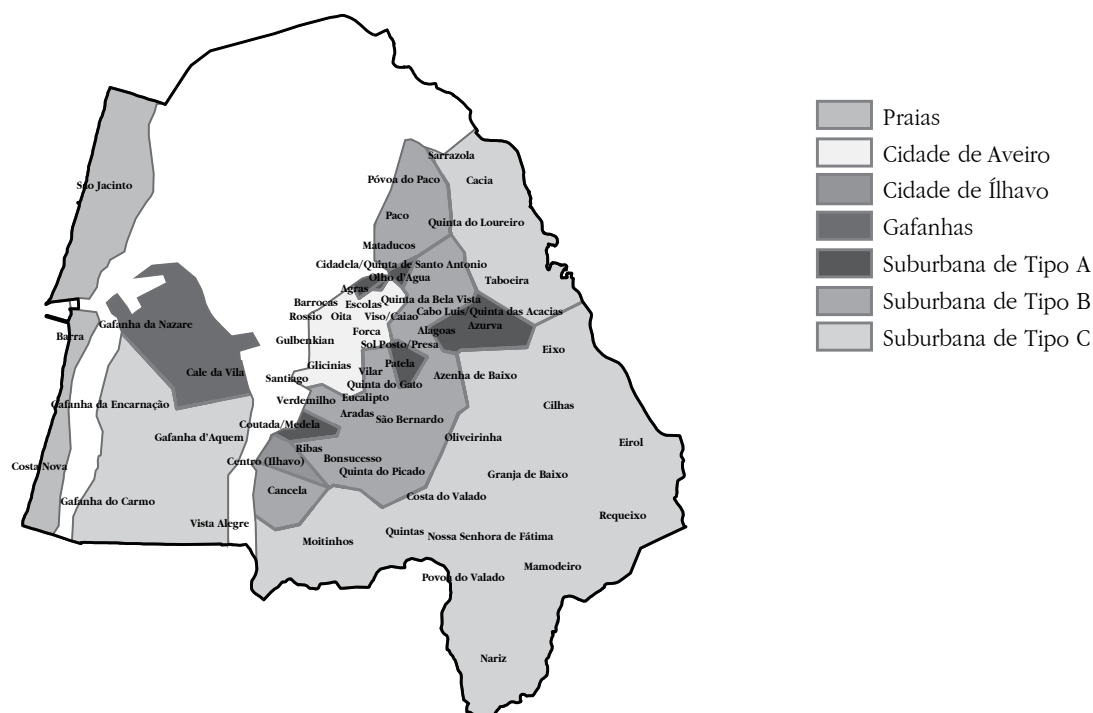 Praias
Cidade de Aveiro
Cidade de Ílhavo
Gafanhas
Suburbana de Tipo A
Suburbana de Tipo B
Suburbana de Tipo C
Sarrazola
Póvoa do Paco
Cacia
São Jacinto
Paco
Quinta do Loureiro
Mataducos
Cidadela/Quinta de Santo Antonio
Olho d'Agua
Taboeira
Agras
Barrocas
Escolas
Quinta da Bela Vista
Cabo Luis/Quinta das Acacias
Rossio
Oita
Viso/Caiao
Gafanha da Nazare
Forca
Alagoas
Azurva
Barra
Gulbenkian
Sol Posto/Presa
Eixo
Glicinias
Patela
Cale da Vila
Vilar
Santiago
Quinta do Gato
Azenha de Baixo
Verdemilho
Eucalipto
Gafanha da Encarnação
Aradas
São Bernardo
Cilhas
Coutada/Medela
Gafanha d'Aquem
Oliveirinha
Eirol
Ribas
Costa Nova
Centro (Ilhavo)
Bonsucesso
Quinta do Picado
Granja de Baixo
Cancela
Gafanha do Carmo
Costa do Valado
Requeixo
Vista Alegre
Quintas
Nossa Senhora de Fátima
Moitinhos
Mamodeiro
Povoa do Valado
Nariz